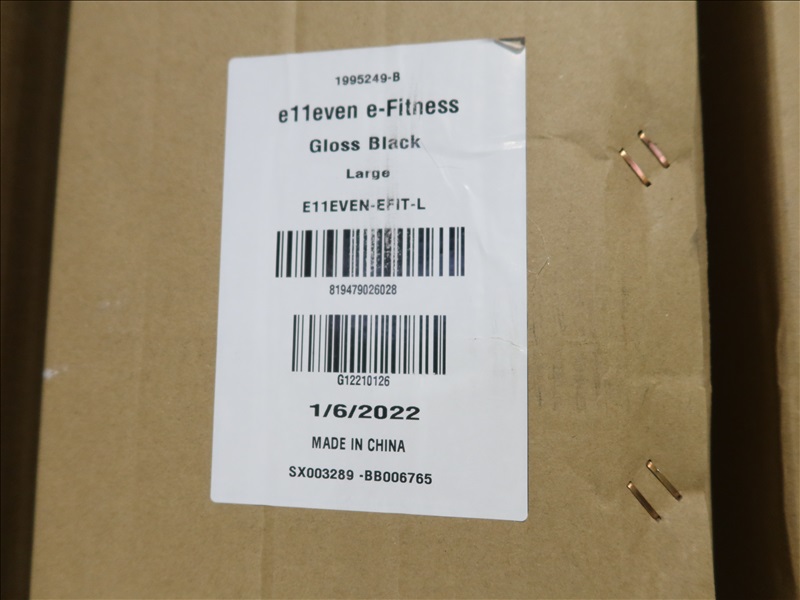 1995249-B
e11even e-Fitness
Gloss Black
Large
E11EVEN-EFIT-L
819479026028
G12210126
1/6/2022
MADE IN CHINA
SX003289 -BB006765